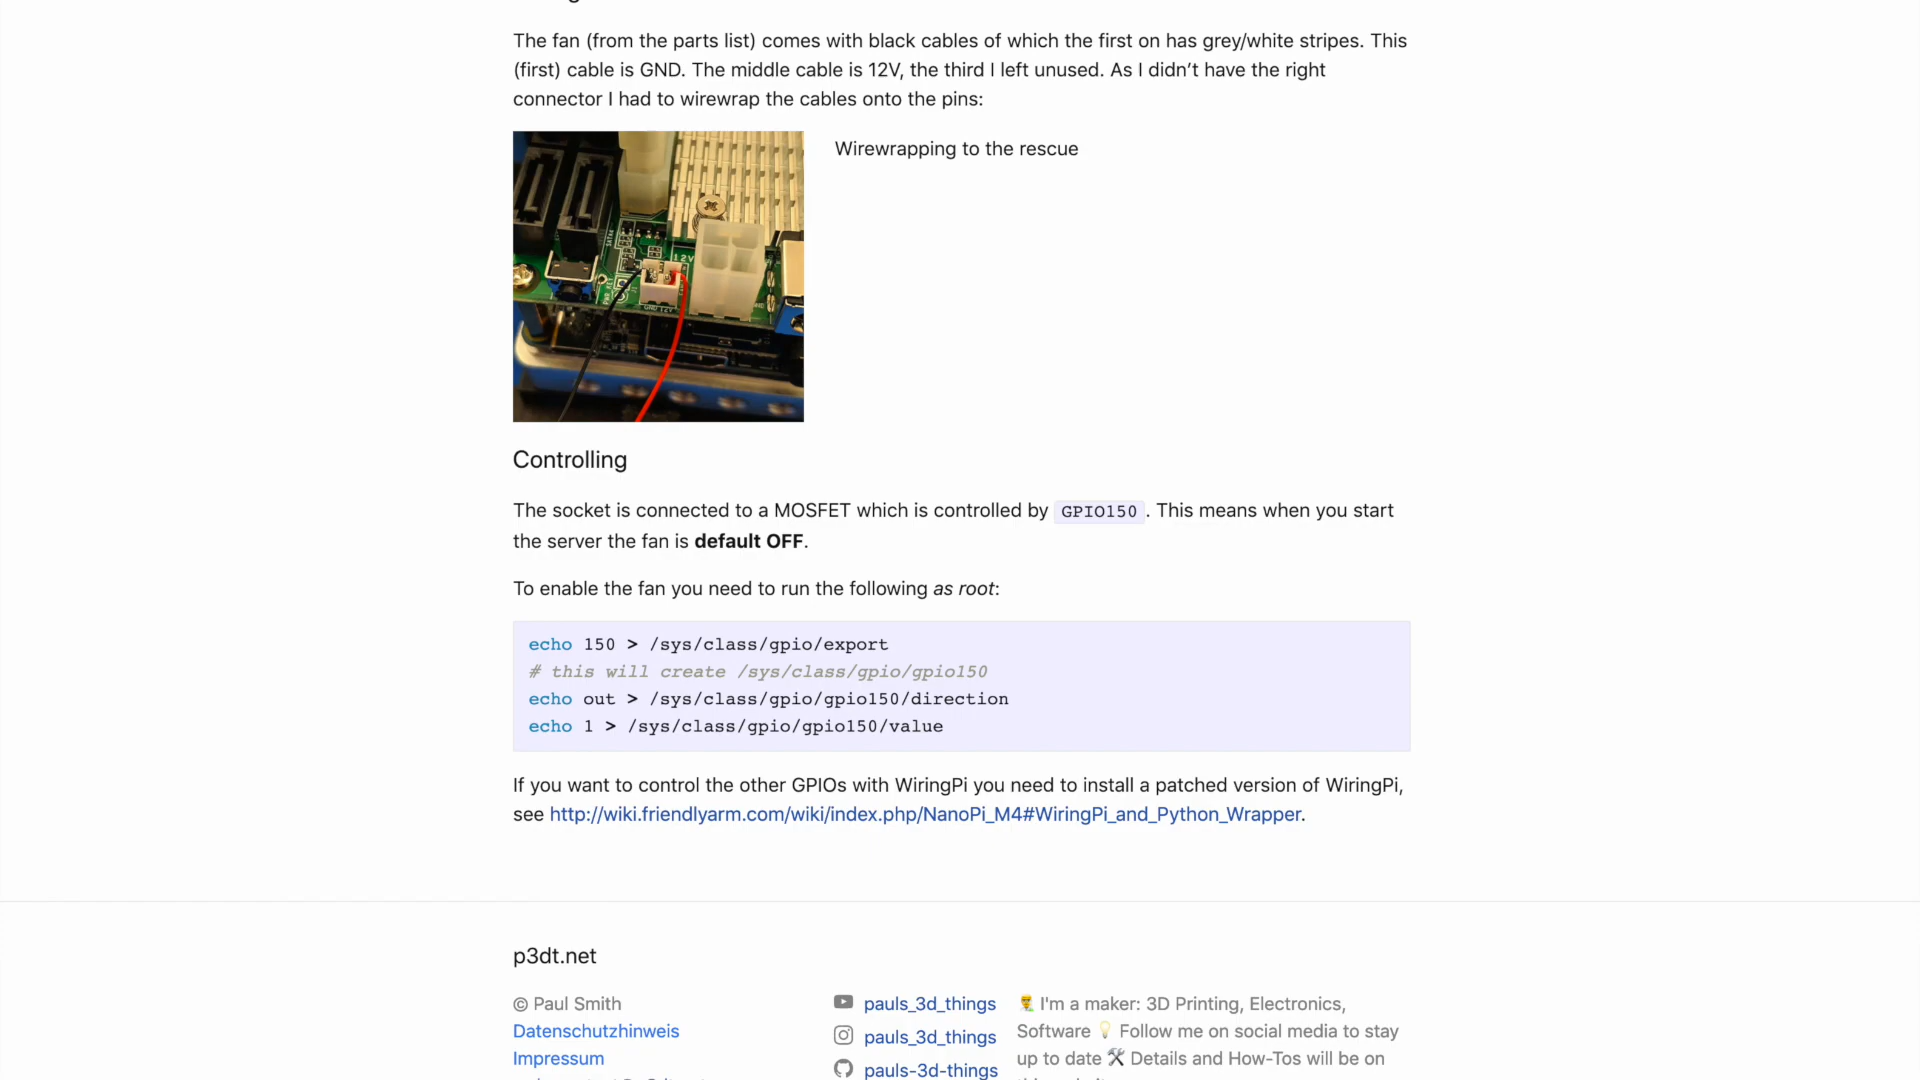 The fan (from the parts list) comes with black cables of which the first on has grey/white stripes. This
(first) cable is GND. The middle cable is 12V, the third I left unused. As I didn’t have the right
connector I had to wirewrap the cables onto the pins:
Wirewrapping to the rescue
12V
GND 12V
Controlling
The socket is connected to a MOSFET which is controlled by GPIO150. This means when you start
the server the fan is default OFF.
To enable the fan you need to run the following as root:
echo 150 > /sys/class/gpio/export
# this will create /sys/class/gpio/gpio150
echo out > /sys/class/gpio/gpio150/direction
echo 1 > /sys/class/gpio/gpio150/value
If you want to control the other GPIOs with WiringPi you need to install a patched version of WiringPi,
see http://wiki.friendlyarm.com/wiki/index.php/NanoPi_M4#WiringPi_and_Python_Wrapper.
p3dt.net
© Paul Smith
Datenschutzhinweis
Impressum
pauls_3d_things
pauls_3d_things
pauls-3d-things
I'm a maker: 3D Printing, Electronics,
Software 💡 Follow me on social media to stay
up to date 🛠 Details and How-Tos will be on